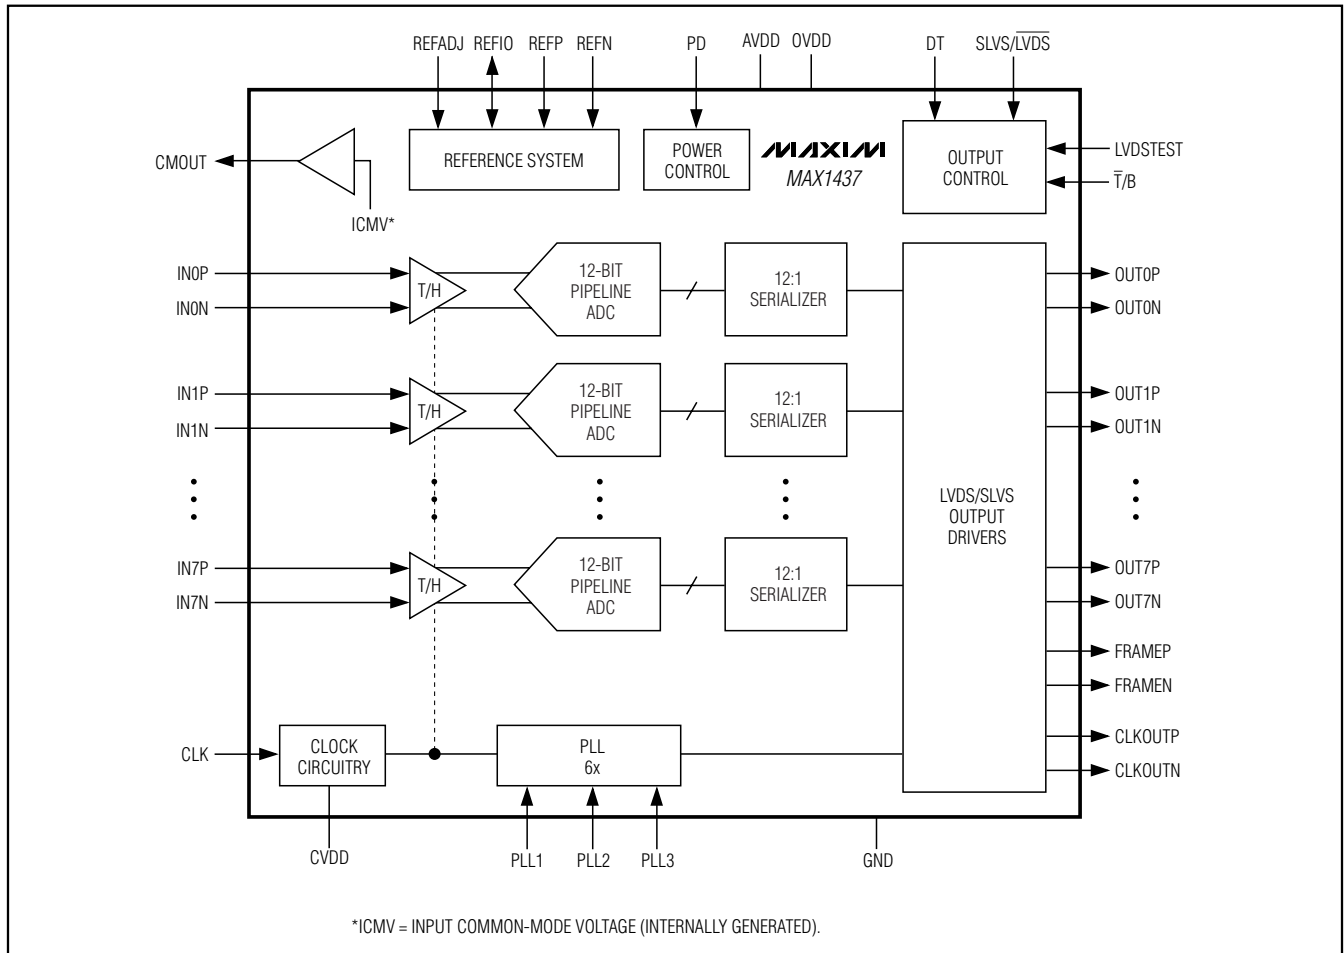 REFADJ REFIO REFP REFN PD AVDD OVDD DT SLVS/L̅V̅D̅S̅
CMOUT
ICMV*
REFERENCE SYSTEM
POWER
CONTROL
MAXIM
MAX1437
OUTPUT
CONTROL
LVDSTEST
T̅/B
IN0P
IN0N
T/H
12-BIT
PIPELINE
ADC
12:1
SERIALIZER
OUT0P
OUT0N
IN1P
IN1N
T/H
12-BIT
PIPELINE
ADC
12:1
SERIALIZER
OUT1P
OUT1N
LVDS/SLVS
OUTPUT
DRIVERS
IN7P
IN7N
T/H
12-BIT
PIPELINE
ADC
12:1
SERIALIZER
OUT7P
OUT7N
FRAMEP
FRAMEN
CLK
CLOCK
CIRCUITRY
PLL
6x
CLKOUTP
CLKOUTN
CVDD PLL1 PLL2 PLL3 GND
*ICMV = INPUT COMMON-MODE VOLTAGE (INTERNALLY GENERATED).